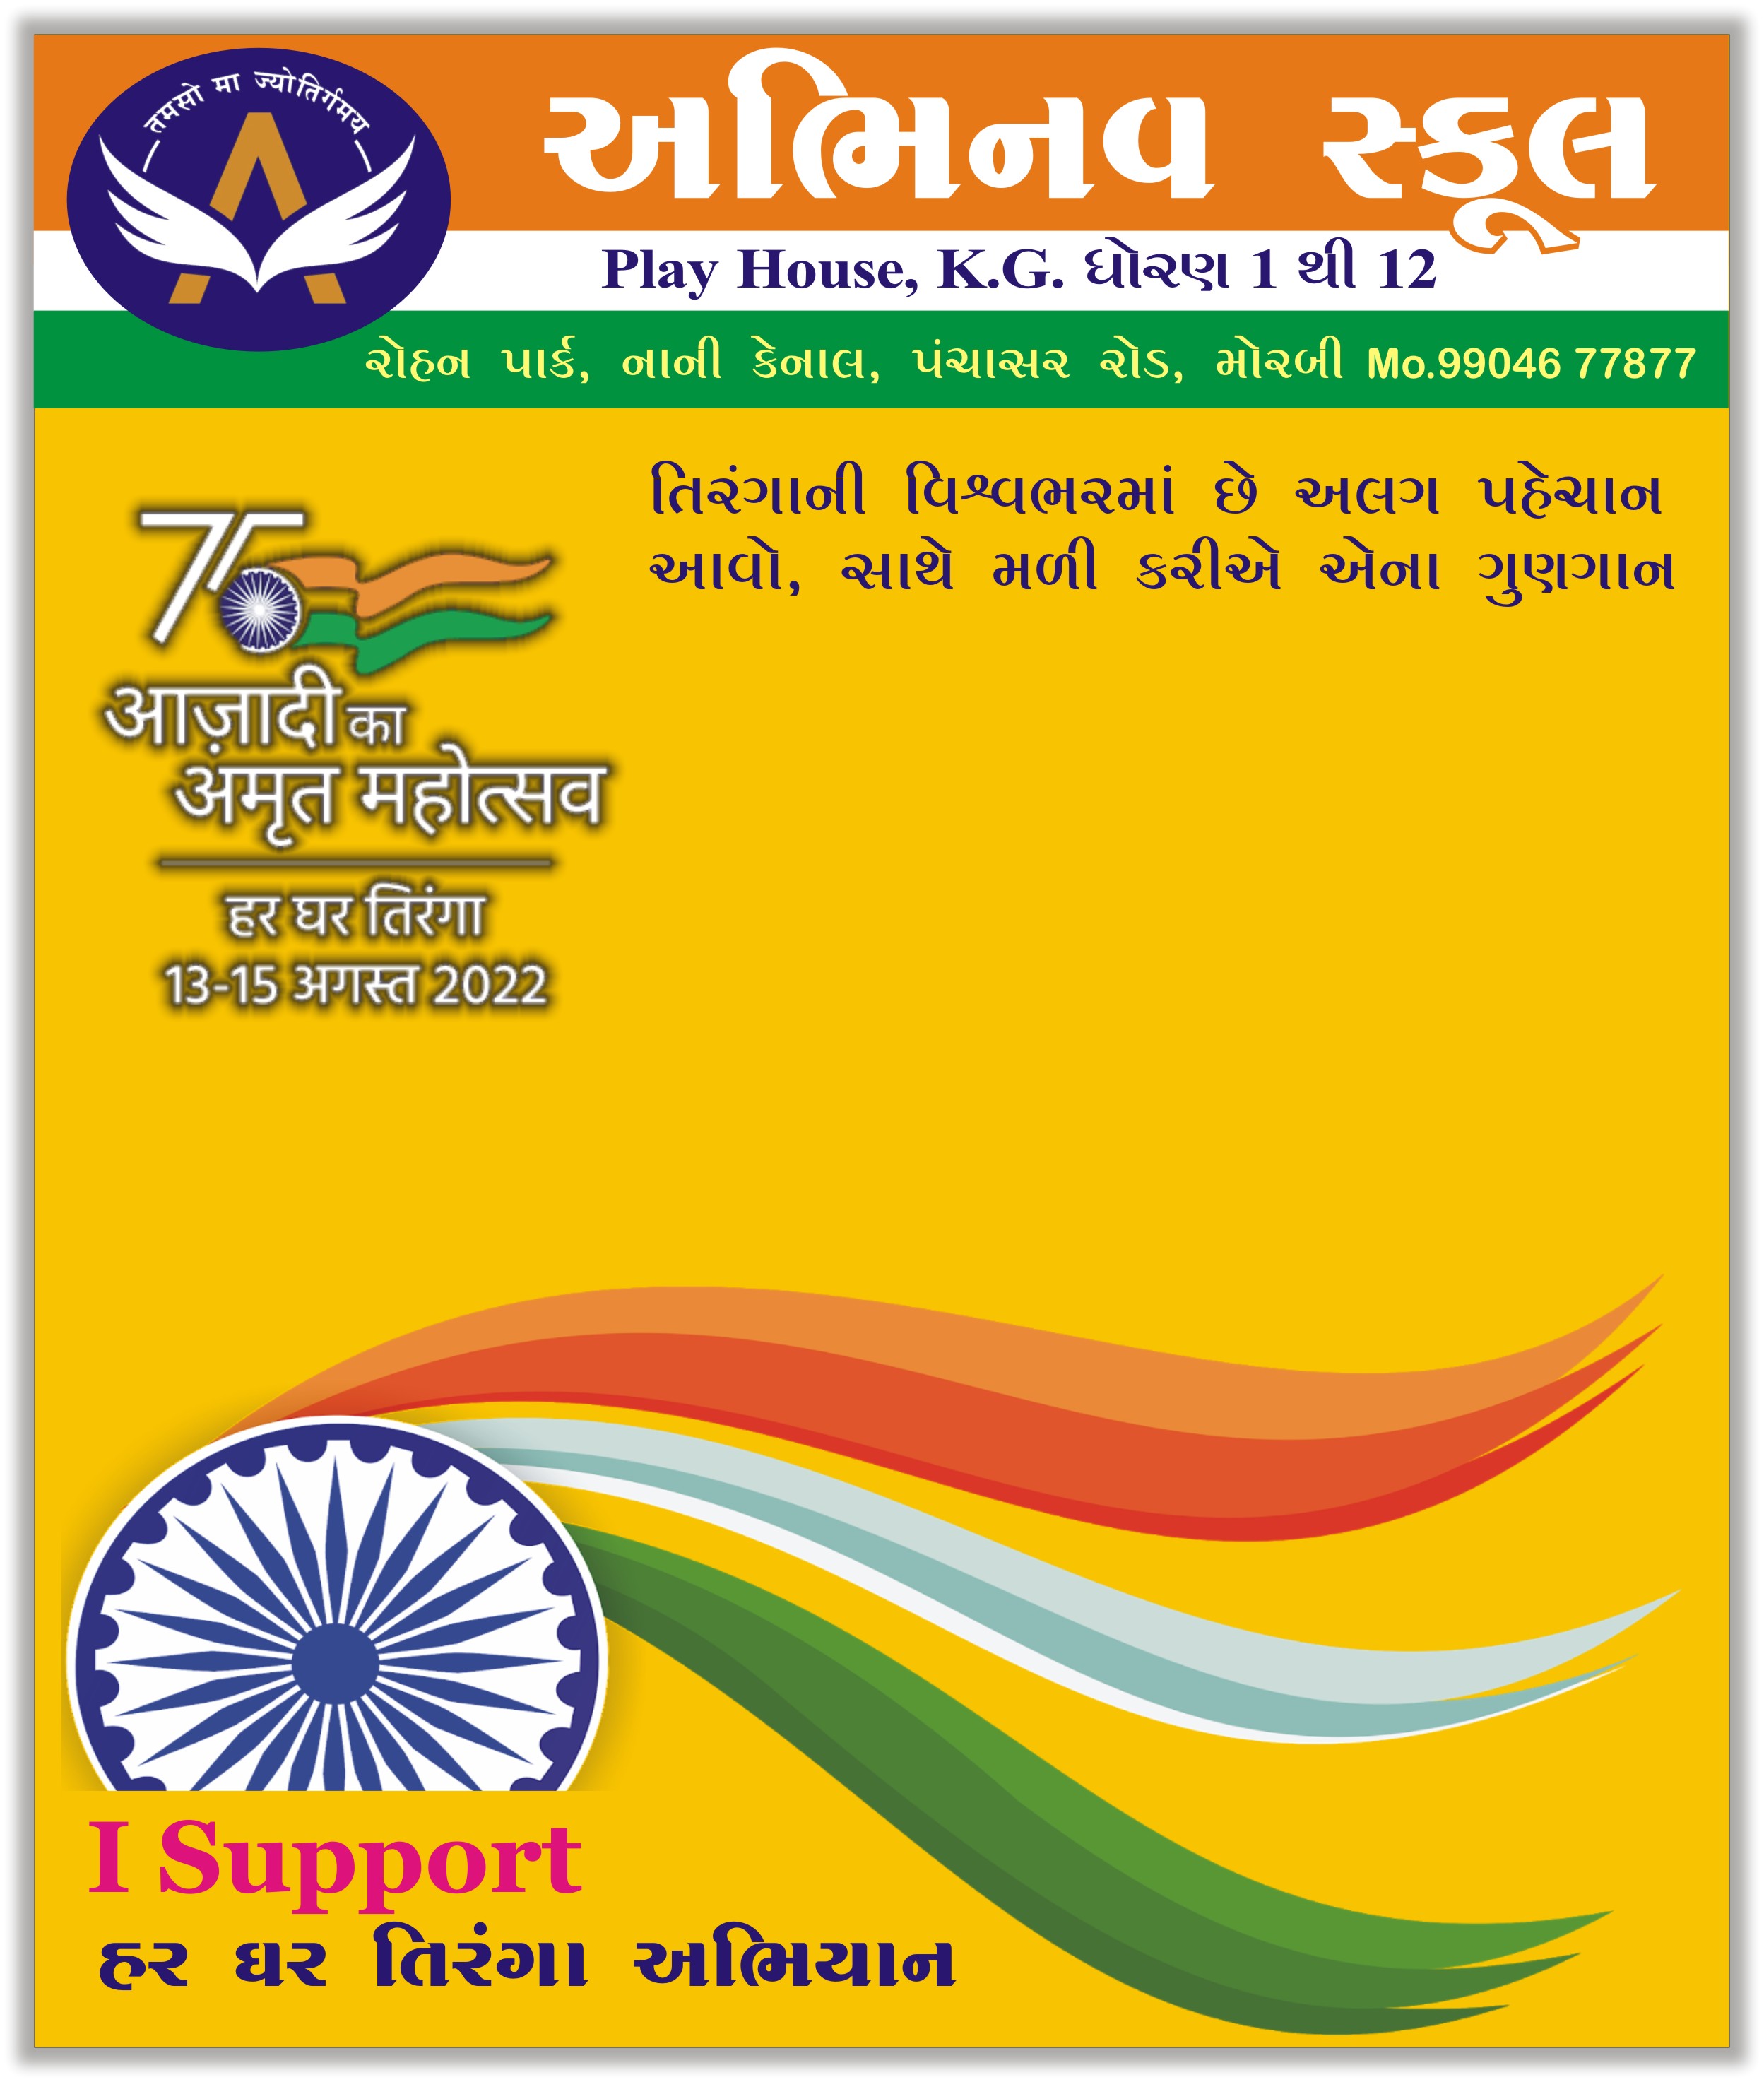 तमसो मा ज्योतिर्गमय
અભિનવ સ્કૂલ
Play House, K.G. ધોરણ 1 થી 12
રોહન પાર્ક, નાની કેનાલ, પંચાસર રોડ, મોરબી Mo.99046 77877
તિરંગાની વિશ્વભરમાં છે અલગ પહેચાન
આવો, સાથે મળી કરીએ એના ગુણગાન
75
आज़ादी का
अमृत महोत्सव
हर घर तिरंगा
13-15 अगस्त 2022
I Support
હર ઘર તિરંગા અભિયાન